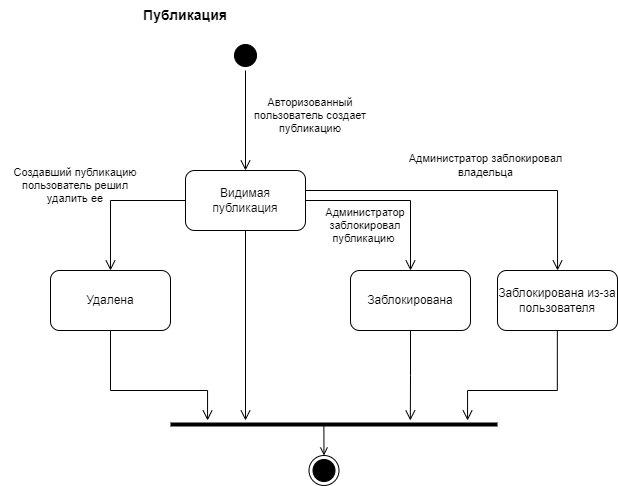 Публикация
Авторизованный
пользователь создает
публикацию
Создавший публикацию
пользователь решил
удалить ее
Администратор заблокировал
владельца
Видимая
публикация
Администратор
заблокировал
публикацию
Удалена
Заблокирована
Заблокирована из-за
пользователя